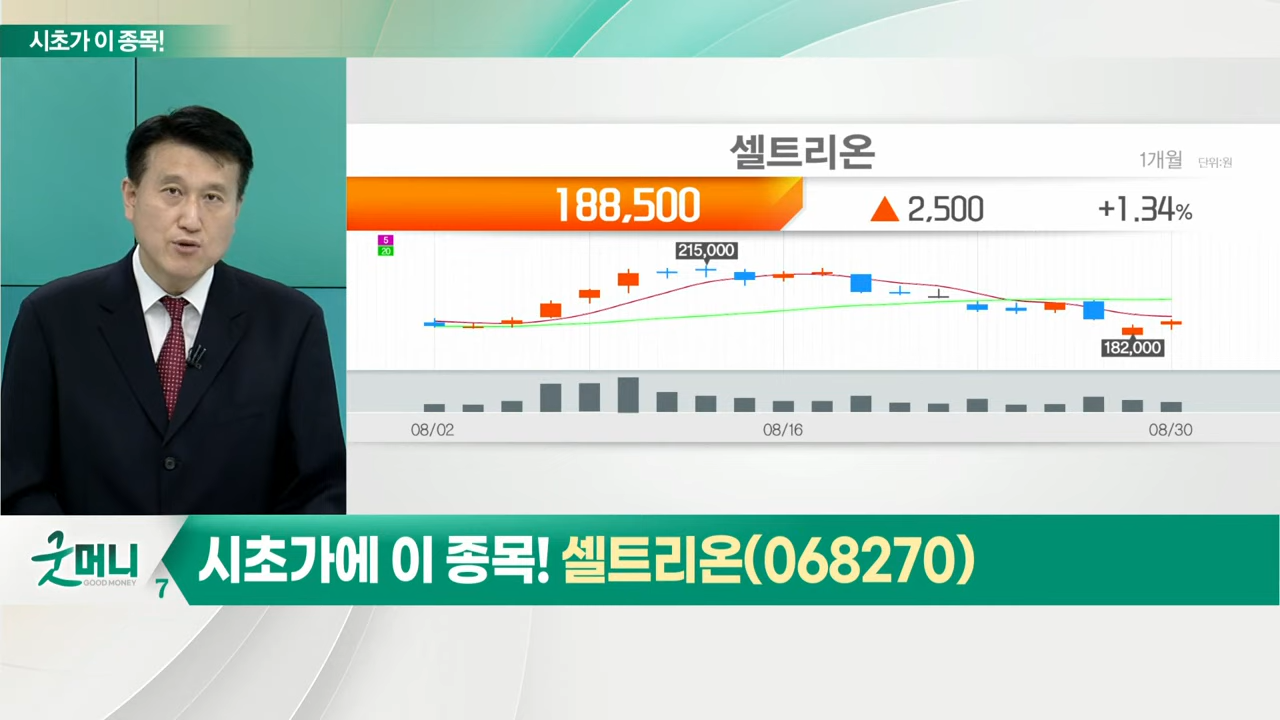 시초가 이 종목!
셀트리온
1개월 단위:원
188,500 ▲ 2,500 +1.34%
5
20
215,000
182,000
08/02 08/16 08/30
굿머니
GOOD MONEY
7
시초가에 이 종목! 셀트리온(068270)